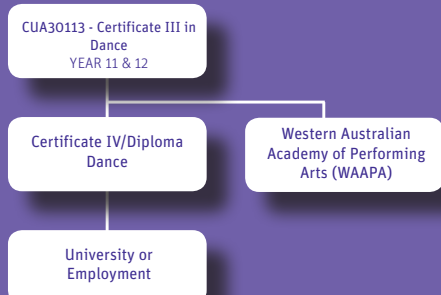 CUA30113 - Certificate III in
Dance
YEAR 11 & 12
Certificate IV/Diploma
Dance
Western Australian
Academy of Performing
Arts (WAAPA)
University or
Employment